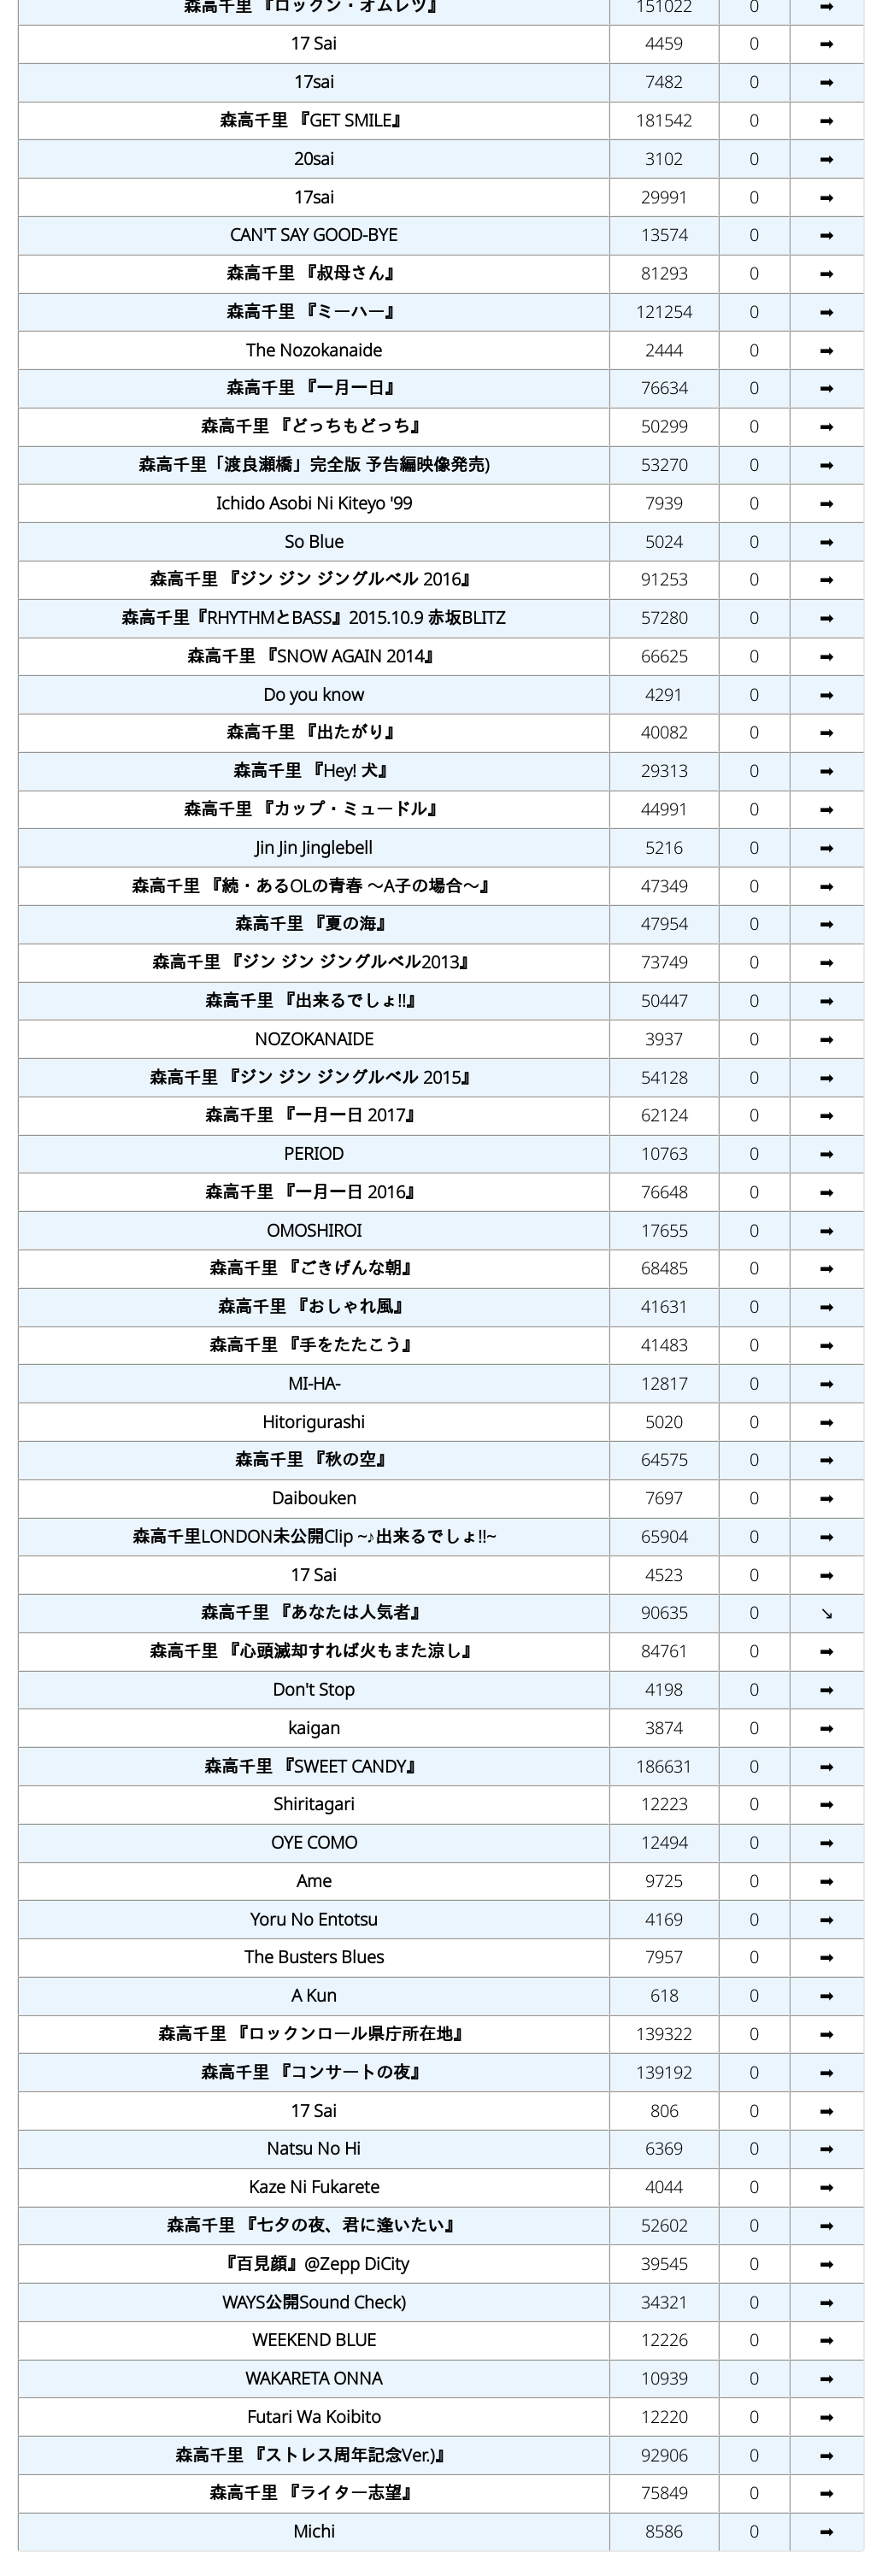 森高千里 『ロックン・オムレツ』 151022 0 ➡
17 Sai 4459 0 ➡
17sai 7482 0 ➡
森高千里 『GET SMILE』 181542 0 ➡
20sai 3102 0 ➡
17sai 29991 0 ➡
CAN'T SAY GOOD-BYE 13574 0 ➡
森高千里 『叔母さん』 81293 0 ➡
森高千里 『ミーハー』 121254 0 ➡
The Nozokanaide 2444 0 ➡
森高千里 『一月一日』 76634 0 ➡
森高千里 『どっちもどっち』 50299 0 ➡
森高千里「渡良瀬橋」完全版 予告編映像発売) 53270 0 ➡
Ichido Asobi Ni Kiteyo '99 7939 0 ➡
So Blue 5024 0 ➡
森高千里 『ジン ジン ジングルベル 2016』 91253 0 ➡
森高千里『RHYTHMとBASS』2015.10.9 赤坂BLITZ 57280 0 ➡
森高千里 『SNOW AGAIN 2014』 66625 0 ➡
Do you know 4291 0 ➡
森高千里 『出たがり』 40082 0 ➡
森高千里 『Hey! 犬』 29313 0 ➡
森高千里 『カップ・ミュードル』 44991 0 ➡
Jin Jin Jinglebell 5216 0 ➡
森高千里 『続・あるOLの青春 ～A子の場合～』 47349 0 ➡
森高千里 『夏の海』 47954 0 ➡
森高千里 『ジン ジン ジングルベル2013』 73749 0 ➡
森高千里 『出来るでしょ!!』 50447 0 ➡
NOZOKANAIDE 3937 0 ➡
森高千里 『ジン ジン ジングルベル 2015』 54128 0 ➡
森高千里 『一月一日 2017』 62124 0 ➡
PERIOD 10763 0 ➡
森高千里 『一月一日 2016』 76648 0 ➡
OMOSHIROI 17655 0 ➡
森高千里 『ごきげんな朝』 68485 0 ➡
森高千里 『おしゃれ風』 41631 0 ➡
森高千里 『手をたたこう』 41483 0 ➡
MI-HA- 12817 0 ➡
Hitorigurashi 5020 0 ➡
森高千里 『秋の空』 64575 0 ➡
Daibouken 7697 0 ➡
森高千里LONDON未公開Clip ~♪出来るでしょ!!~ 65904 0 ➡
17 Sai 4523 0 ➡
森高千里 『あなたは人気者』 90635 0 ↘
森高千里 『心頭滅却すれば火もまた涼し』 84761 0 ➡
Don't Stop 4198 0 ➡
kaigan 3874 0 ➡
森高千里 『SWEET CANDY』 186631 0 ➡
Shiritagari 12223 0 ➡
OYE COMO 12494 0 ➡
Ame 9725 0 ➡
Yoru No Entotsu 4169 0 ➡
The Busters Blues 7957 0 ➡
A Kun 618 0 ➡
森高千里 『ロックンロール県庁所在地』 139322 0 ➡
森高千里 『コンサートの夜』 139192 0 ➡
17 Sai 806 0 ➡
Natsu No Hi 6369 0 ➡
Kaze Ni Fukarete 4044 0 ➡
森高千里 『七夕の夜、君に逢いたい』 52602 0 ➡
『百見顔』@Zepp DiCity 39545 0 ➡
WAYS公開Sound Check) 34321 0 ➡
WEEKEND BLUE 12226 0 ➡
WAKARETA ONNA 10939 0 ➡
Futari Wa Koibito 12220 0 ➡
森高千里 『ストレス周年記念Ver.)』 92906 0 ➡
森高千里 『ライター志望』 75849 0 ➡
Michi 8586 0 ➡